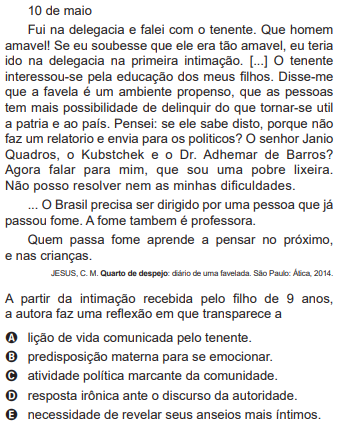 10 de maio
Fui na delegacia e falei com o tenente. Que homem
amavel! Se eu soubesse que ele era tão amavel, eu teria
ido na delegacia na primeira intimação. [...] O tenente
interessou-se pela educação dos meus filhos. Disse-me
que a favela é um ambiente propenso, que as pessoas
tem mais possibilidade de delinquir do que tornar-se util
a patria e ao país. Pensei: se ele sabe disto, porque não
faz um relatorio e envia para os politicos? O senhor Janio
Quadros, o Kubstchek e o Dr. Adhemar de Barros?
Agora falar para mim, que sou uma pobre lixeira.
Não posso resolver nem as minhas dificuldades.
... O Brasil precisa ser dirigido por uma pessoa que já
passou fome. A fome tambem é professora.
Quem passa fome aprende a pensar no próximo,
e nas crianças.
JESUS, C. M. Quarto de despejo: diário de uma favelada. São Paulo: Ática, 2014.
A partir da intimação recebida pelo filho de 9 anos,
a autora faz uma reflexão em que transparece a
A lição de vida comunicada pelo tenente.
B predisposição materna para se emocionar.
C atividade política marcante da comunidade.
D resposta irônica ante o discurso da autoridade.
E necessidade de revelar seus anseios mais íntimos.